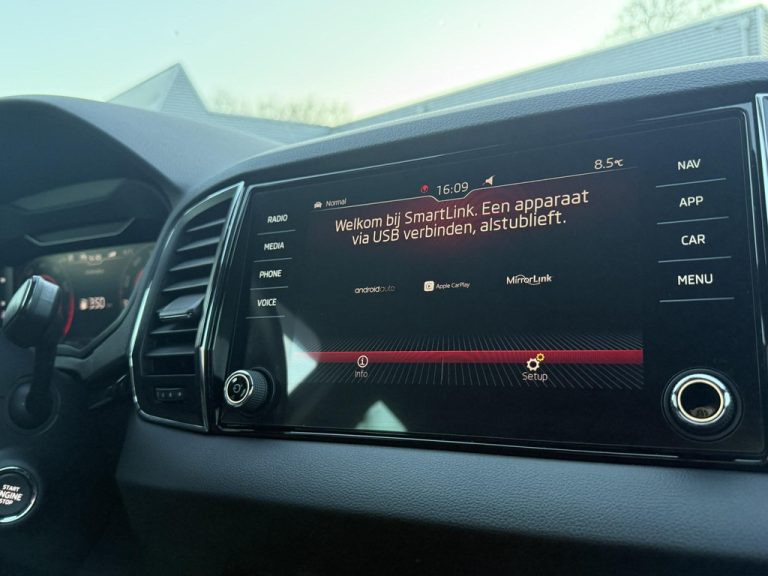 Normal
16:09
8.5°C
Welkom bij SmartLink. Een apparaat
via USB verbinden, alstublieft.
androidauto
Apple CarPlay
MirrorLink
Info
Setup
RADIO
MEDIA
PHONE
VOICE
NAV
APP
CAR
MENU
350
START
ENGINE
STOP